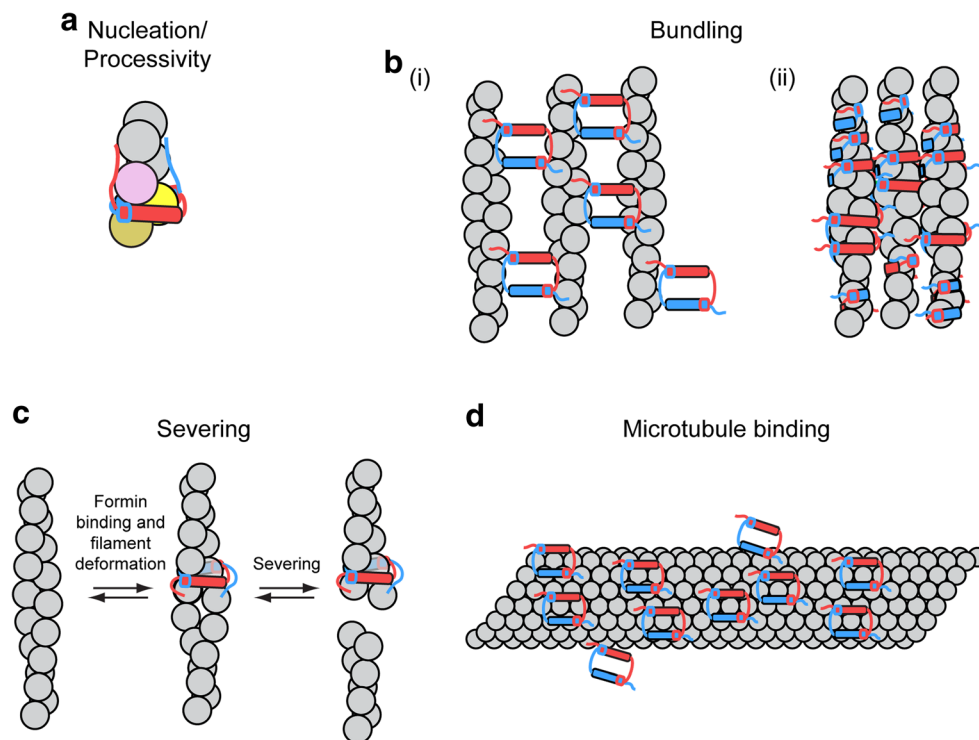 a
Nucleation/
Processivity
Bundling
b
(i)
(ii)
c
Severing
Formin
binding and
filament
deformation
Severing
d
Microtubule binding